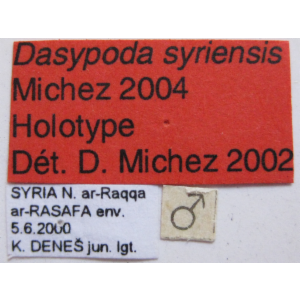 Dasypoda syriensis
Michez 2004
Holotype
Dét. D. Michez 2002
SYRIA N. ar-Raqqa
ar-RASAFA env.
5.6.2000
K. DENEŠ jun. lgt.
♂